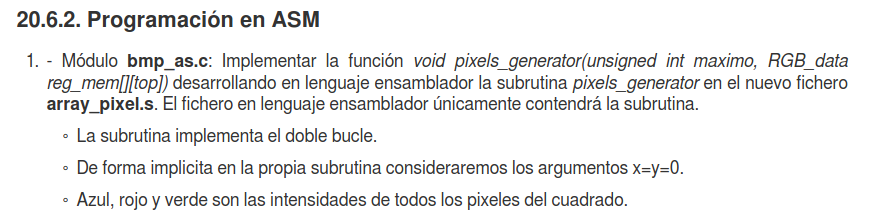 20.6.2. Programación en ASM
1. - Módulo bmp_as.c: Implementar la función void pixels_generator(unsigned int maximo, RGB_data
reg_mem[][top]) desarrollando en lenguaje ensamblador la subrutina pixels_generator en el nuevo fichero
array_pixel.s. El fichero en lenguaje ensamblador únicamente contendrá la subrutina.
◦ La subrutina implementa el doble bucle.
◦ De forma implicita en la propia subrutina consideraremos los argumentos x=y=0.
◦ Azul, rojo y verde son las intensidades de todos los pixeles del cuadrado.